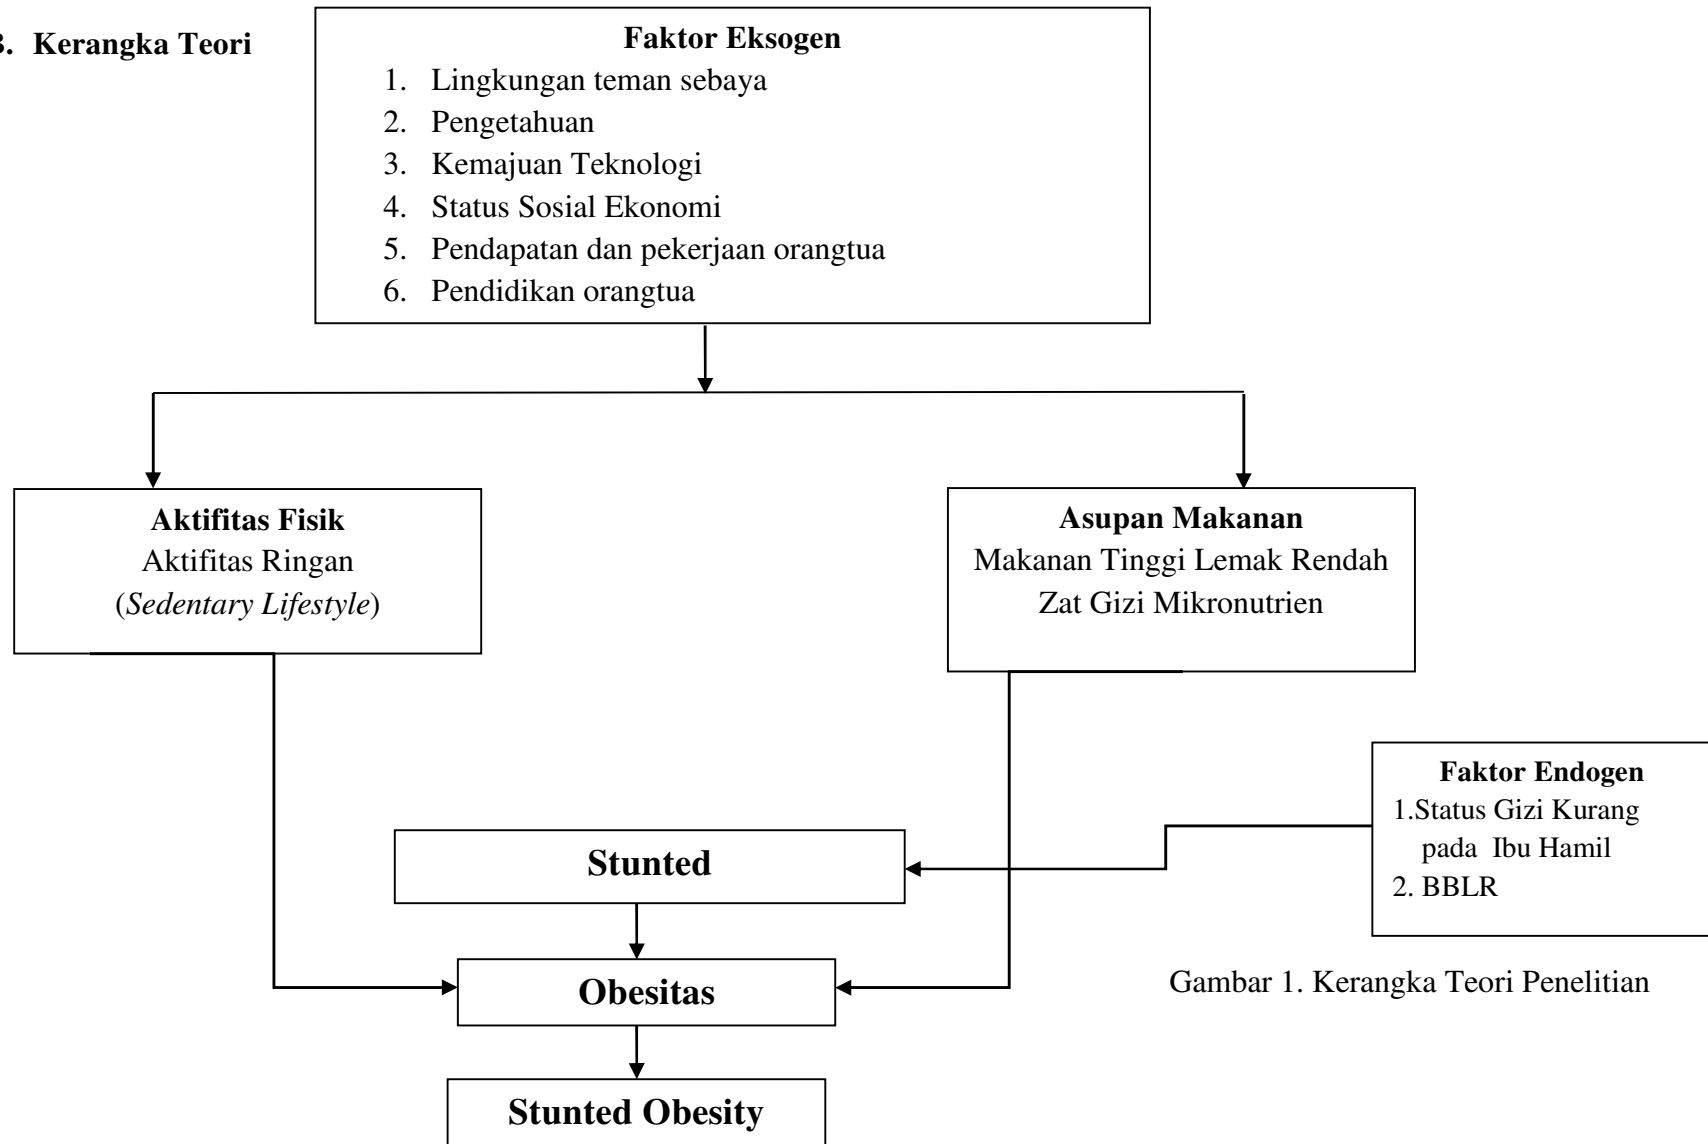 B. Kerangka Teori
Faktor Eksogen
1. Lingkungan teman sebaya
2. Pengetahuan
3. Kemajuan Teknologi
4. Status Sosial Ekonomi
5. Pendapatan dan pekerjaan orangtua
6. Pendidikan orangtua
Aktifitas Fisik
Aktifitas Ringan
(Sedentary Lifestyle)
Asupan Makanan
Makanan Tinggi Lemak Rendah
Zat Gizi Mikronutrien
Faktor Endogen
1.Status Gizi Kurang
pada Ibu Hamil
2. BBLR
Stunted
Obesitas
Gambar 1. Kerangka Teori Penelitian
Stunted Obesity